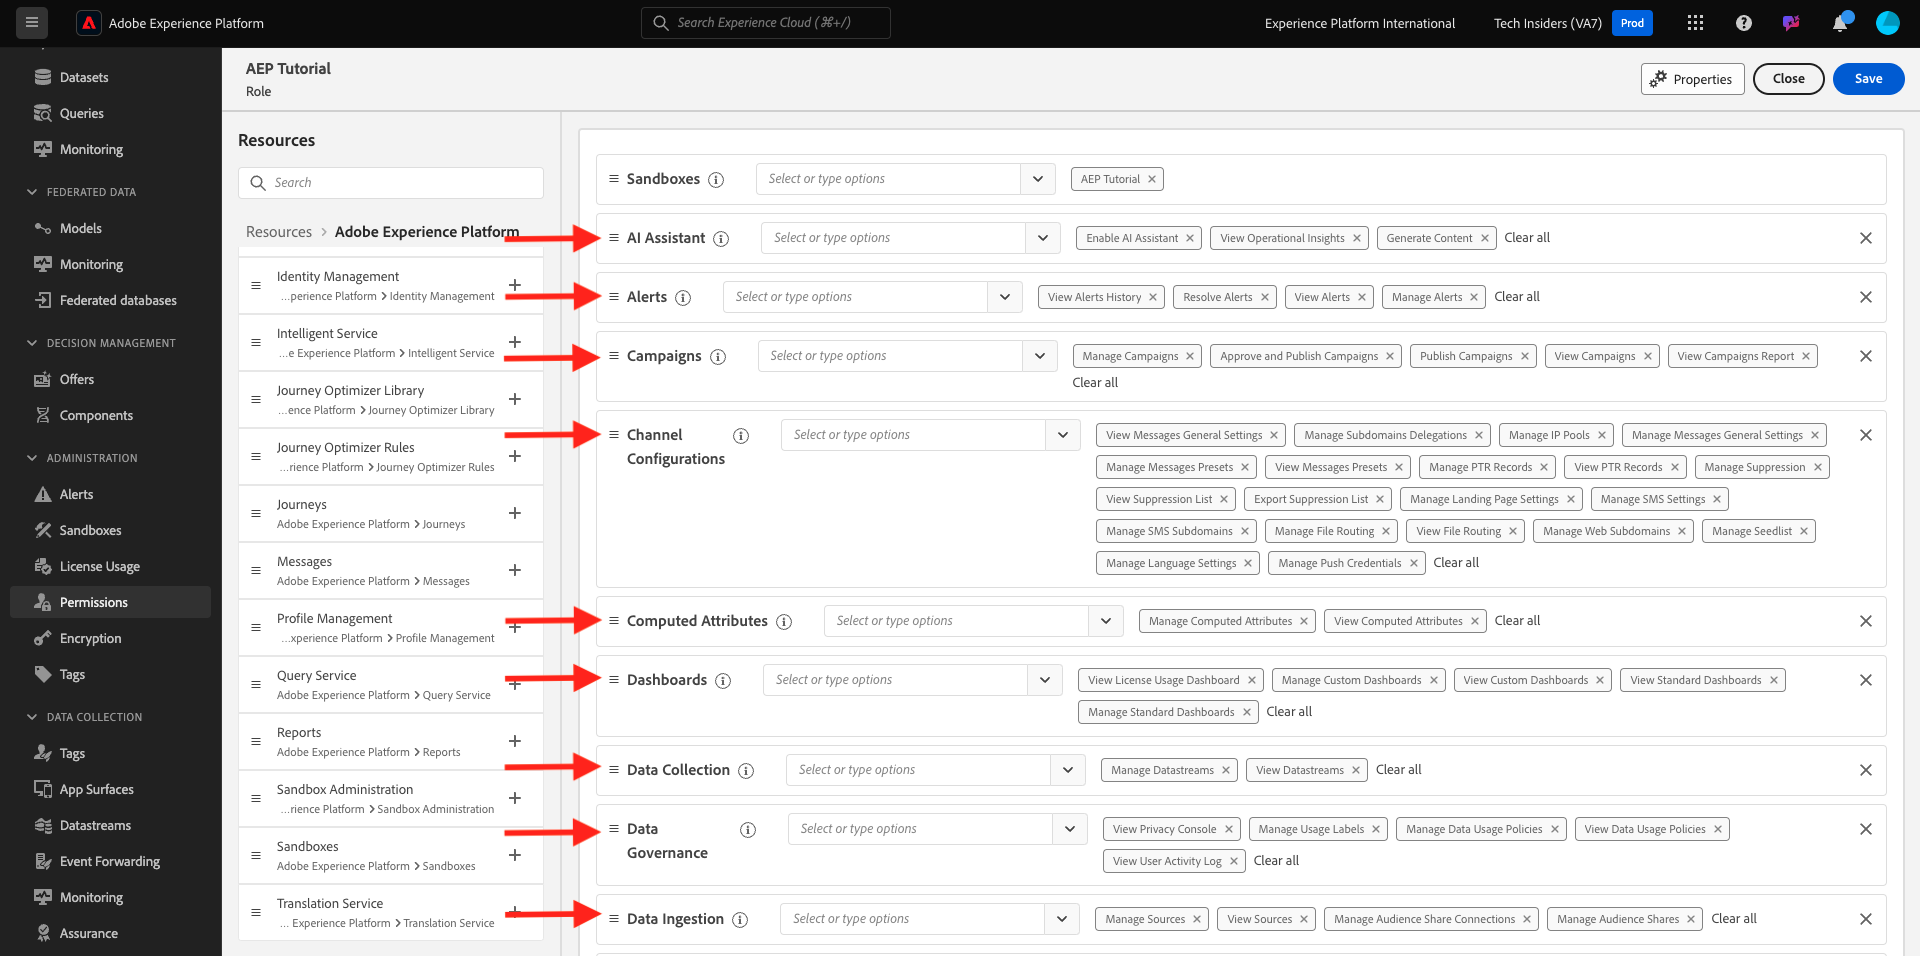 Adobe Experience Platform
Search Experience Cloud (⌘+/)
Experience Platform International
Tech Insiders (VA7)
Prod
Datasets
Queries
Monitoring
FEDERATED DATA
Models
Monitoring
Federated databases
DECISION MANAGEMENT
Offers
Components
ADMINISTRATION
Alerts
Sandboxes
License Usage
Permissions
Encryption
Tags
DATA COLLECTION
Tags
App Surfaces
Datastreams
Event Forwarding
Monitoring
Assurance
AEP Tutorial
Role
Properties
Close
Save
Resources
Search
Resources > Adobe Experience Platform
Identity Management
...perience Platform > Identity Management
Intelligent Service
...e Experience Platform > Intelligent Service
Journey Optimizer Library
...ence Platform > Journey Optimizer Library
Journey Optimizer Rules
...rience Platform > Journey Optimizer Rules
Journeys
Adobe Experience Platform > Journeys
Messages
Adobe Experience Platform > Messages
Profile Management
...xperience Platform > Profile Management
Query Service
Adobe Experience Platform > Query Service
Reports
Adobe Experience Platform > Reports
Sandbox Administration
...rience Platform > Sandbox Administration
Sandboxes
Adobe Experience Platform > Sandboxes
Translation Service
... Experience Platform > Translation Service
Sandboxes Select or type options AEP Tutorial
AI Assistant Select or type options Enable AI Assistant View Operational Insights Generate Content Clear all
Alerts Select or type options View Alerts History Resolve Alerts View Alerts Manage Alerts Clear all
Campaigns Select or type options Manage Campaigns Approve and Publish Campaigns Publish Campaigns View Campaigns View Campaigns Report
Clear all
Channel Select or type options View Messages General Settings Manage Subdomains Delegations Manage IP Pools Manage Messages General Settings
Configurations Manage Messages Presets View Messages Presets Manage PTR Records View PTR Records Manage Suppression
View Suppression List Export Suppression List Manage Landing Page Settings Manage SMS Settings
Manage SMS Subdomains Manage File Routing View File Routing Manage Web Subdomains Manage Seedlist
Manage Language Settings Manage Push Credentials Clear all
Computed Attributes Select or type options Manage Computed Attributes View Computed Attributes Clear all
Dashboards Select or type options View License Usage Dashboard Manage Custom Dashboards View Custom Dashboards View Standard Dashboards
Manage Standard Dashboards Clear all
Data Collection Select or type options Manage Datastreams View Datastreams Clear all
Data Select or type options View Privacy Console Manage Usage Labels Manage Data Usage Policies View Data Usage Policies
Governance View User Activity Log Clear all
Data Ingestion Select or type options Manage Sources View Sources Manage Audience Share Connections Manage Audience Shares Clear all